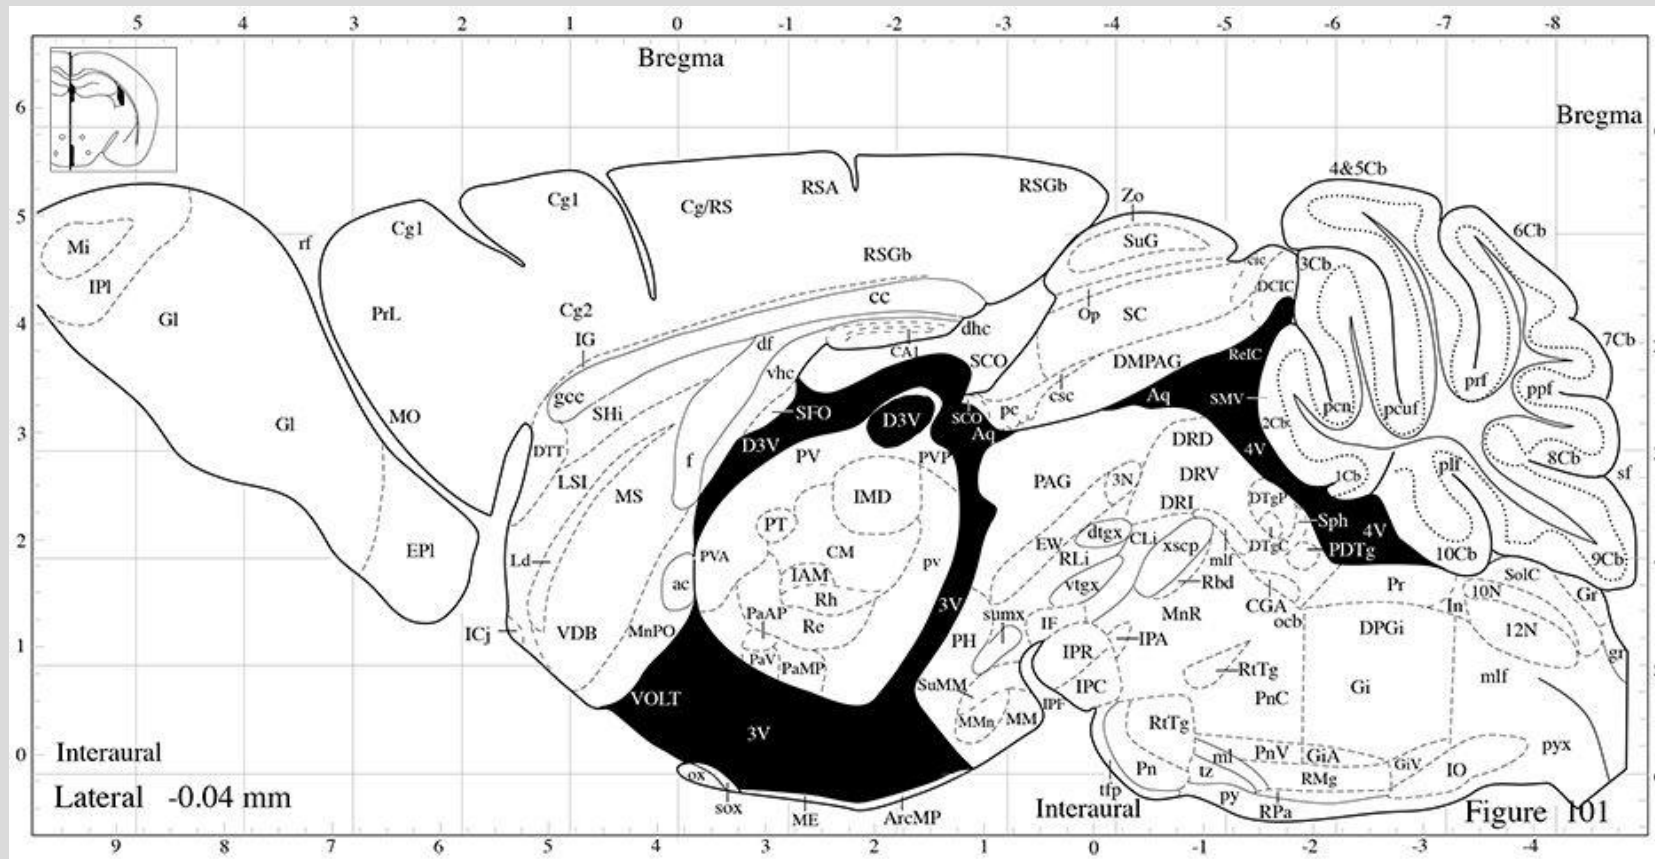 5 4 3 2 1 0 -1 -2 -3 -4 -5 -6 -7 -8
Bregma
Bregma
6
5
4
3
2
1
0
4&5Cb
RSA
RSGb
Zo
Cg1
Cg/RS
Cg1
6Cb
Mi
rf
SuG
RSGb
cic
3Cb
IPl
DCIC
cc
Gl
PrL
Cg2
Op
SC
dhc
7Cb
IG
df
CA1
SCO
DMPAG
ReIC
vhc
prf
ppf
gcc
SHi
SFO
D3V
SCO
pc
csc
Aq
SMV
pcn
pcuf
MO
Gl
Aq
2Cb
D3V
DTT
PV
PVP
DRD
4V
8Cb
f
plf
sf
LSI
MS
IMD
PAG
3N
DRV
1Cb
DRI
DTgP
PT
Sph
4V
EPl
dtgx
CLi
xscp
EW
DTgC
PDTg
10Cb
9Cb
Ld
PVA
CM
pv
RLi
mlf
IAM
ac
vtgx
Rbd
Pr
SolC
Rh
3V
10N
Gr
PaAP
sumx
MnR
CGA
In
ICj
VDB
MnPO
Re
IF
ocb
DPGi
12N
PH
IPA
PaV
PaMP
IPR
RtTg
gr
mlf
SuMM
IPC
PnC
Gi
VOLT
IPF
MMn
MM
RtTg
3V
Interaural
ml
PnV
GiA
GiV
IO
pyx
ox
Pn
tz
RMg
Lateral -0.04 mm
sox
ME
ArcMP
tfp
Interaural
py
RPa
Figure 101
9 8 7 6 5 4 3 2 1 0 -1 -2 -3 -4 -5